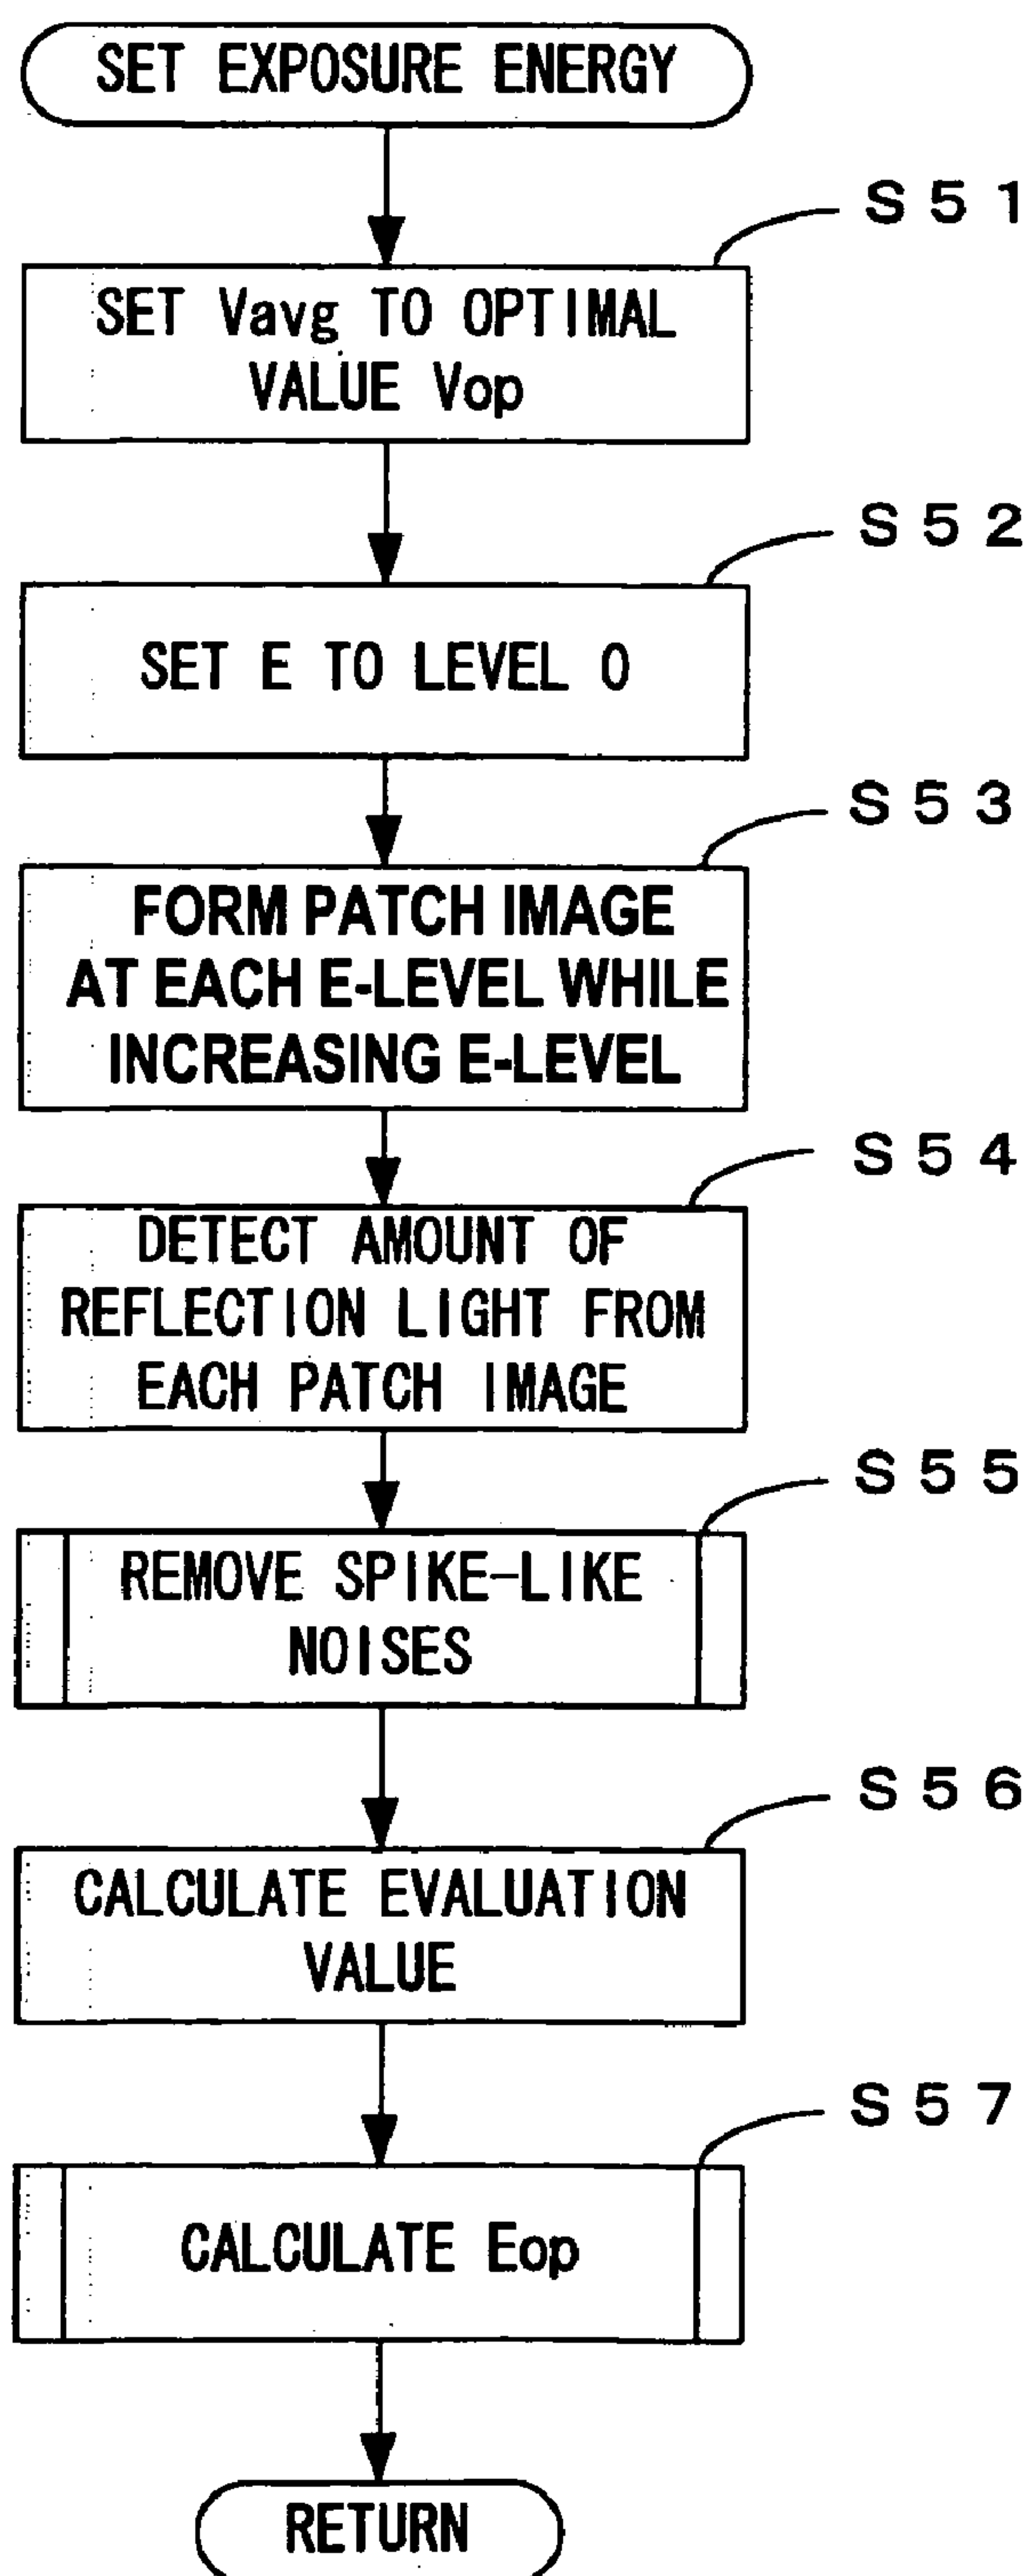 SET EXPOSURE ENERGY
S51
SET Vavg TO OPTIMAL
VALUE Vop
S52
SET E TO LEVEL 0
S53
FORM PATCH IMAGE
AT EACH E-LEVEL WHILE
INCREASING E-LEVEL
S54
DETECT AMOUNT OF
REFLECTION LIGHT FROM
EACH PATCH IMAGE
S55
REMOVE SPIKE-LIKE
NOISES
S56
CALCULATE EVALUATION
VALUE
S57
CALCULATE Eop
RETURN